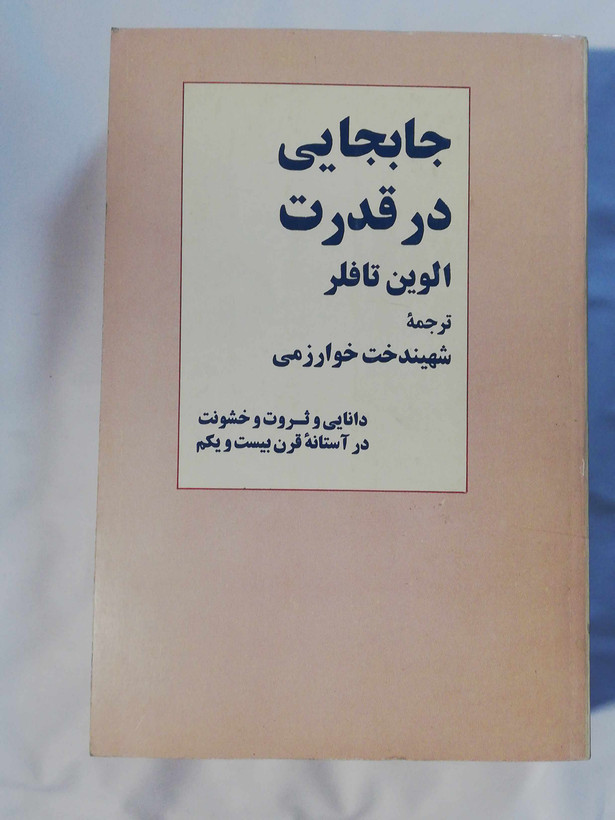 جابجایی
در قدرت
الوین تافلر
ترجمهٔ
شهیندخت خوارزمی
دانایی و ثروت و خشونت
در آستانهٔ قرن بیست و یکم